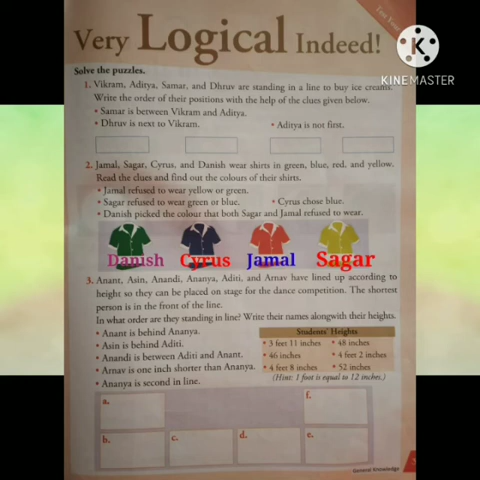 Test Your
Very Logical Indeed!
KINEMASTER
Solve the puzzles.
1. Vikram, Aditya, Samar, and Dhruv are standing in a line to buy ice creams.
Write the order of their positions with the help of the clues given below.
• Samar is between Vikram and Aditya.
• Dhruv is next to Vikram. • Aditya is not first.
2. Jamal, Sagar, Cyrus, and Danish wear shirts in green, blue, red, and yellow.
Read the clues and find out the colours of their shirts.
• Jamal refused to wear yellow or green.
• Sagar refused to wear green or blue. • Cyrus chose blue.
• Danish picked the colour that both Sagar and Jamal refused to wear.
Danish Cyrus Jamal Sagar
3. Anant, Asin, Anandi, Ananya, Aditi, and Arnav have lined up according to
height so they can be placed on stage for the dance competition. The shortest
person is in the front of the line.
In what order are they standing in line? Write their names alongwith their heights.
• Anant is behind Ananya.
• Asin is behind Aditi.
• Anandi is between Aditi and Anant.
• Arnav is one inch shorter than Ananya.
• Ananya is second in line.
Students' Heights
• 3 feet 11 inches • 48 inches
• 46 inches • 4 feet 2 inches
• 4 feet 8 inches • 52 inches
(Hint: 1 foot is equal to 12 inches.)
a. f.
b. c. d. e.
General Knowledge